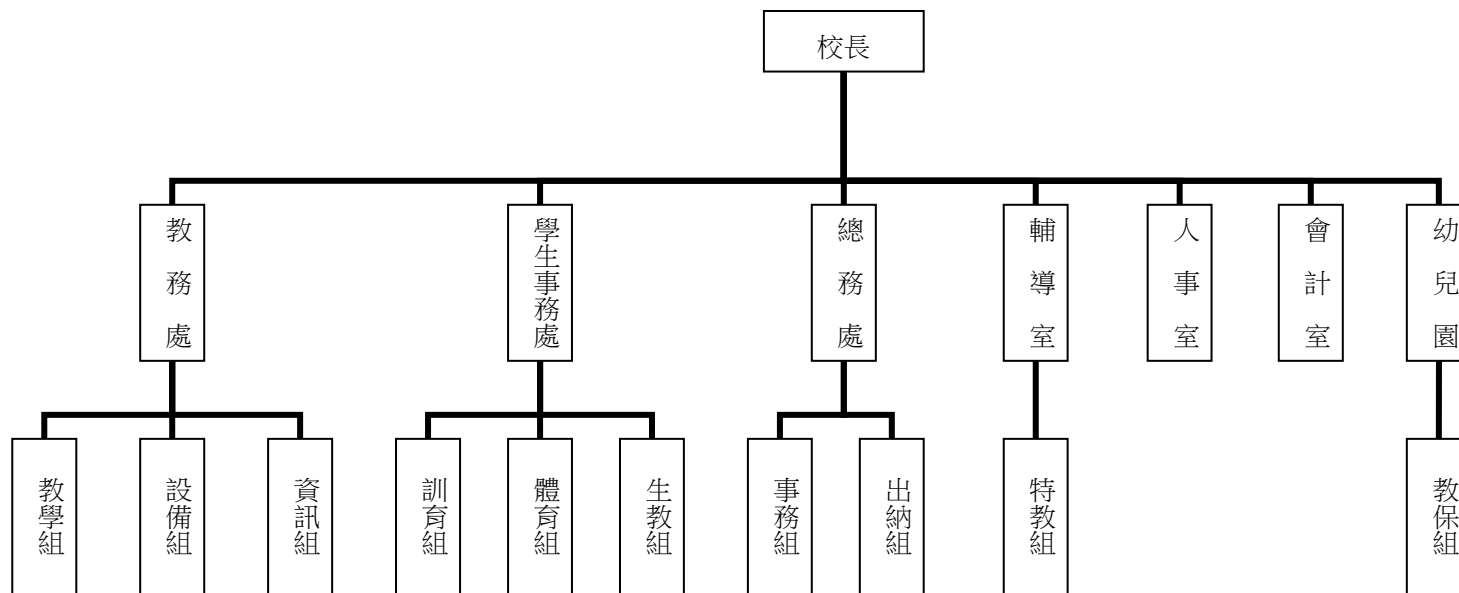 校長
教務處
學生事務處
總務處
輔導室
人事室
會計室
幼兒園
教學組
設備組
資訊組
訓育組
體育組
生教組
事務組
出納組
特教組
教保組